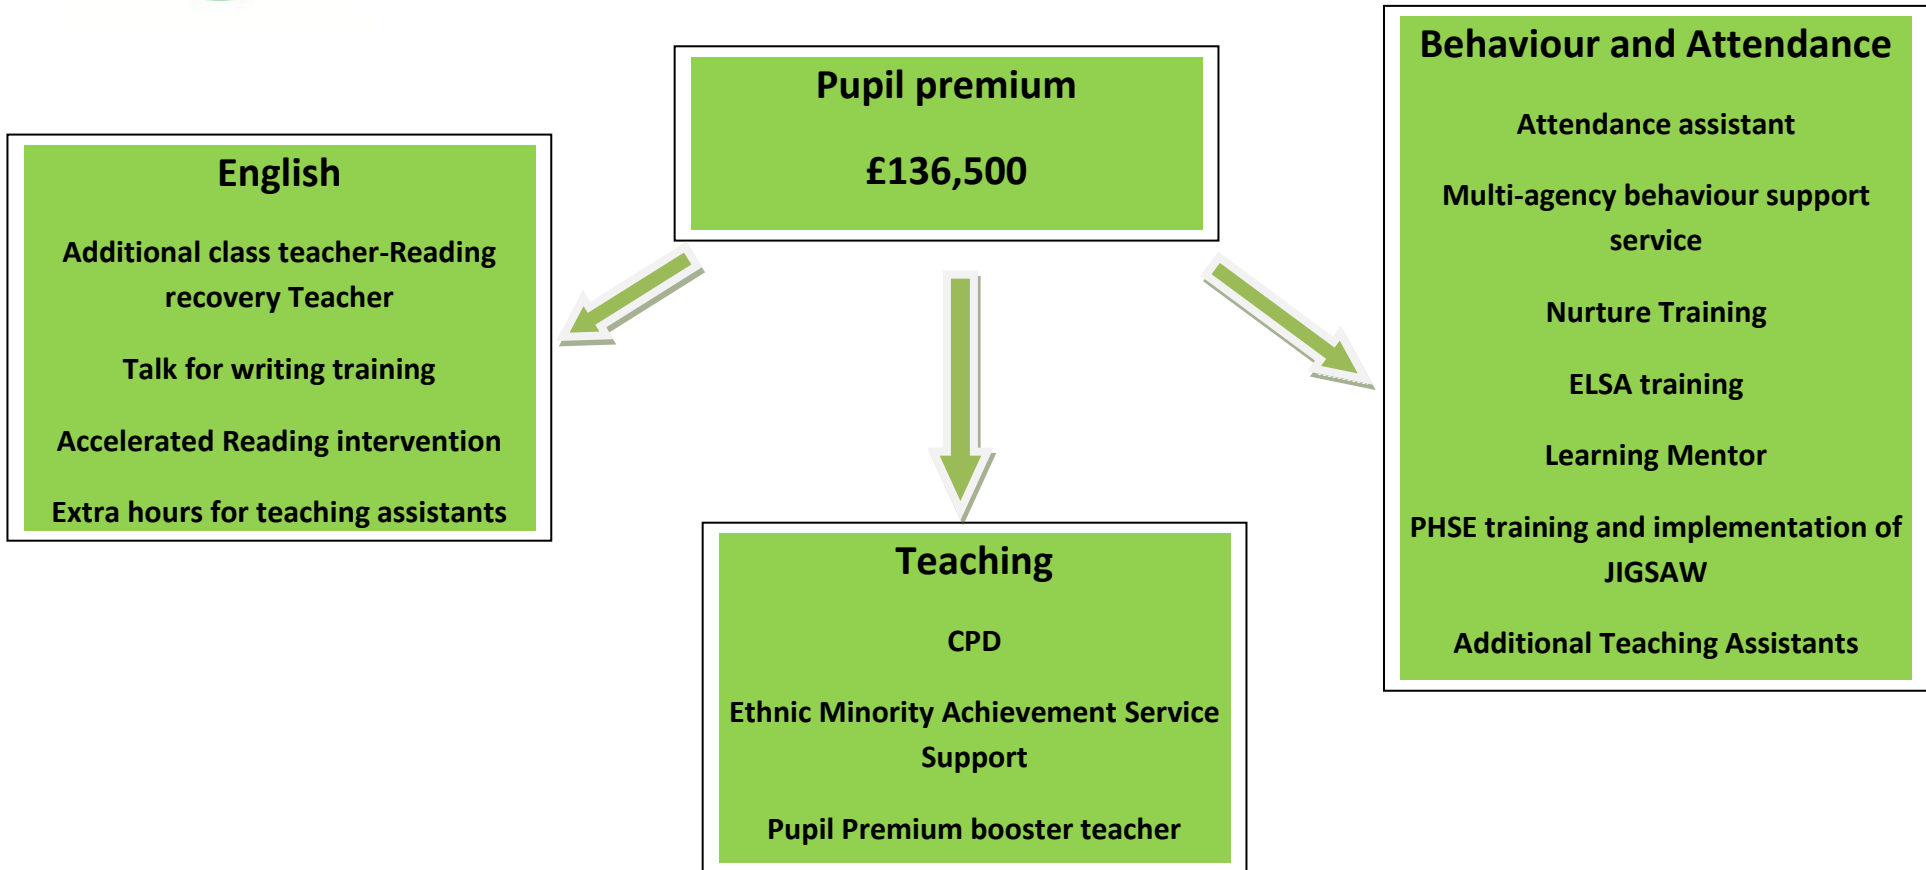 Pupil premium
£136,500
English
Additional class teacher-Reading
recovery Teacher
Talk for writing training
Accelerated Reading intervention
Extra hours for teaching assistants
Teaching
CPD
Ethnic Minority Achievement Service
Support
Pupil Premium booster teacher
Behaviour and Attendance
Attendance assistant
Multi-agency behaviour support
service
Nurture Training
ELSA training
Learning Mentor
PHSE training and implementation of
JIGSAW
Additional Teaching Assistants